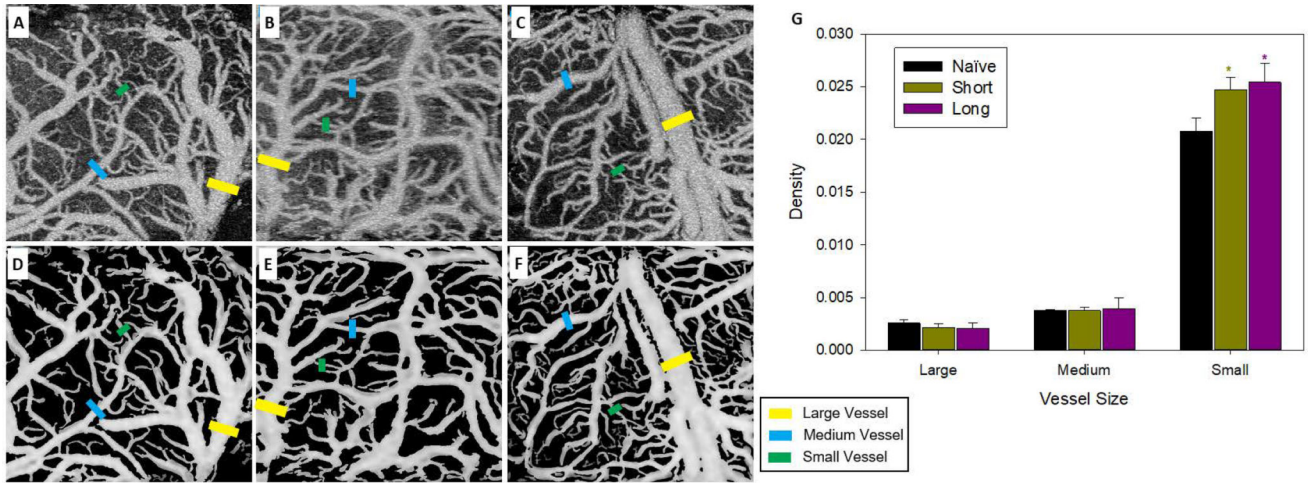 A
B
C
D
E
F
G
0.030
0.025
0.020
0.015
0.010
0.005
0.000
Density
Naïve
Short
Long
*
*
Large
Medium
Small
Vessel Size
Large Vessel
Medium Vessel
Small Vessel